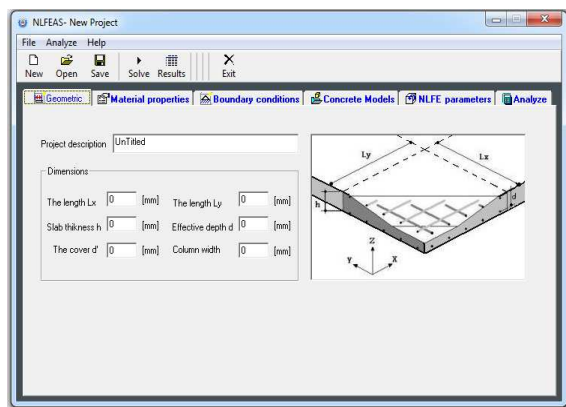 NLFEAS- New Project
File Analyze Help
New Open Save Solve Results Exit
Geometric Material properties Boundary conditions Concrete Models NLFE parameters Analyze
Project description UnTitled
Dimensions
The length Lx 0 [mm] The length Ly 0 [mm]
Slab thikness h 0 [mm] Effective depth d 0 [mm]
The cover d' 0 [mm] Column width 0 [mm]
Ly Lx
h d
Z
Y X